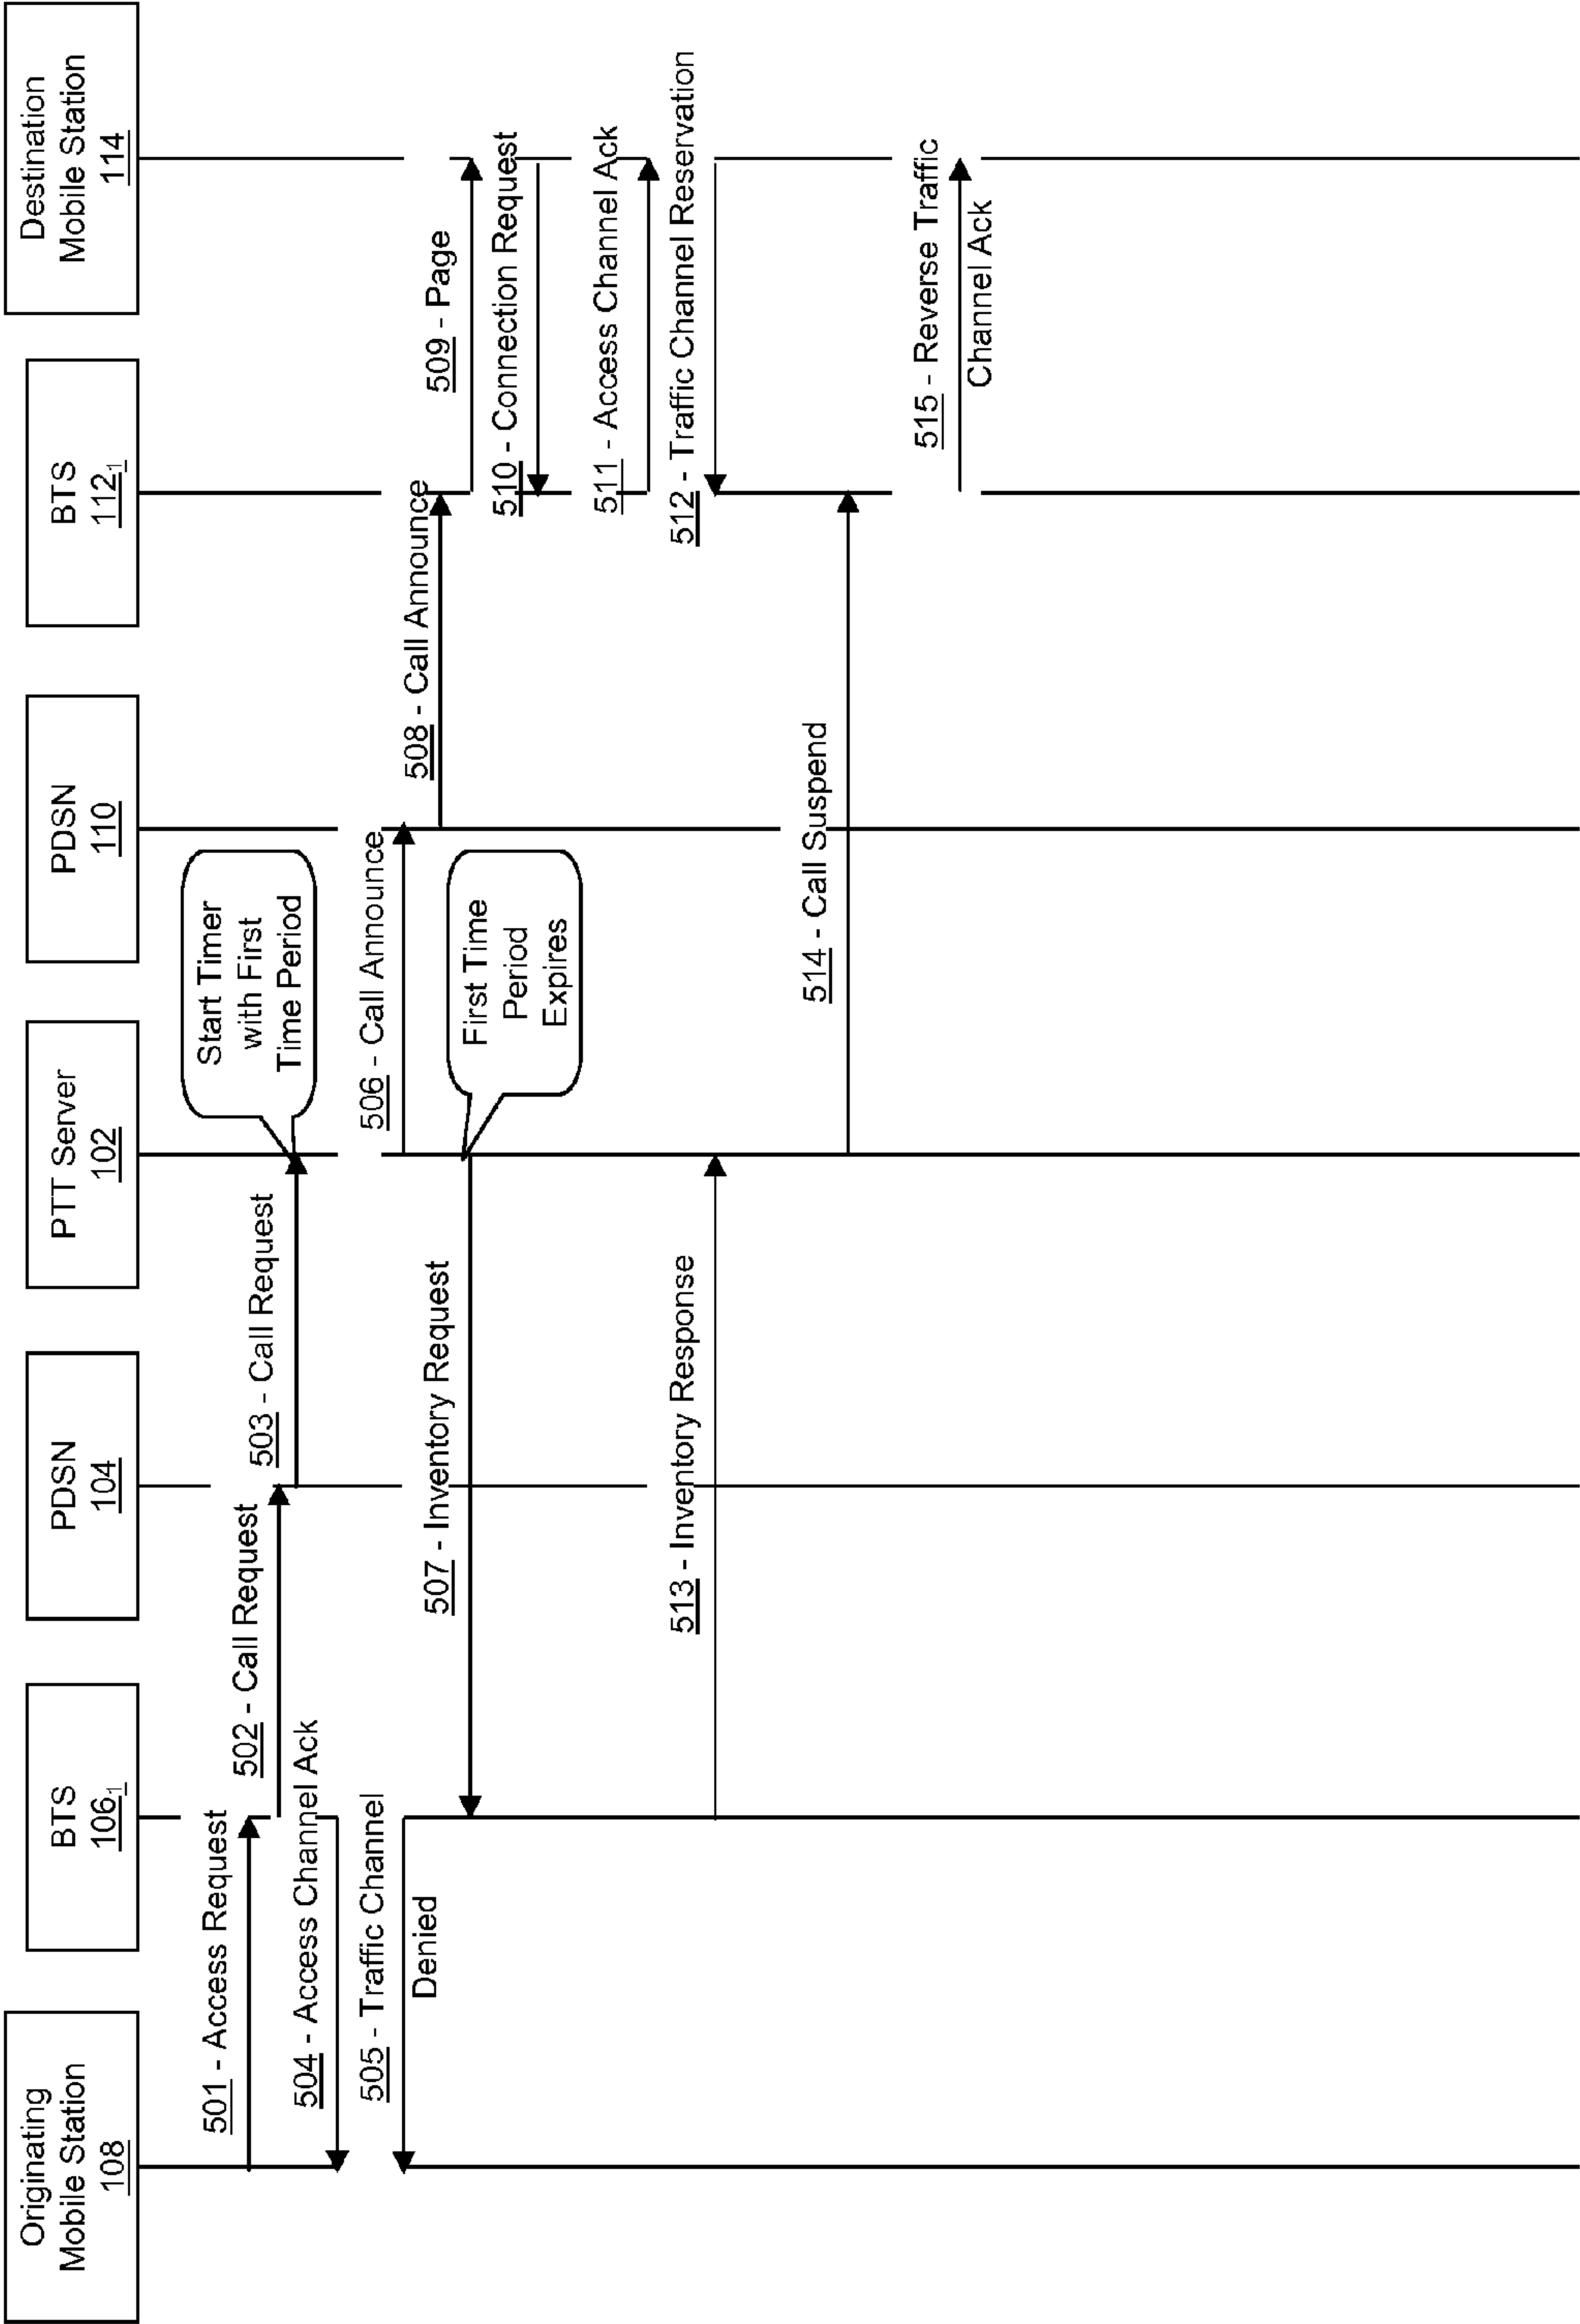 Originating
Mobile Station
108
BTS
106₁
PDSN
104
PTT Server
102
PDSN
110
BTS
112₁
Destination
Mobile Station
114
501 - Access Request
502 - Call Request
503 - Call Request
Start Timer
with First
Time Period
504 - Access Channel Ack
505 - Traffic Channel
Denied
506 - Call Announce
507 - Inventory Request
First Time
Period
Expires
508 - Call Announce
509 - Page
510 - Connection Request
511 - Access Channel Ack
512 - Traffic Channel Reservation
513 - Inventory Response
514 - Call Suspend
515 - Reverse Traffic
Channel Ack